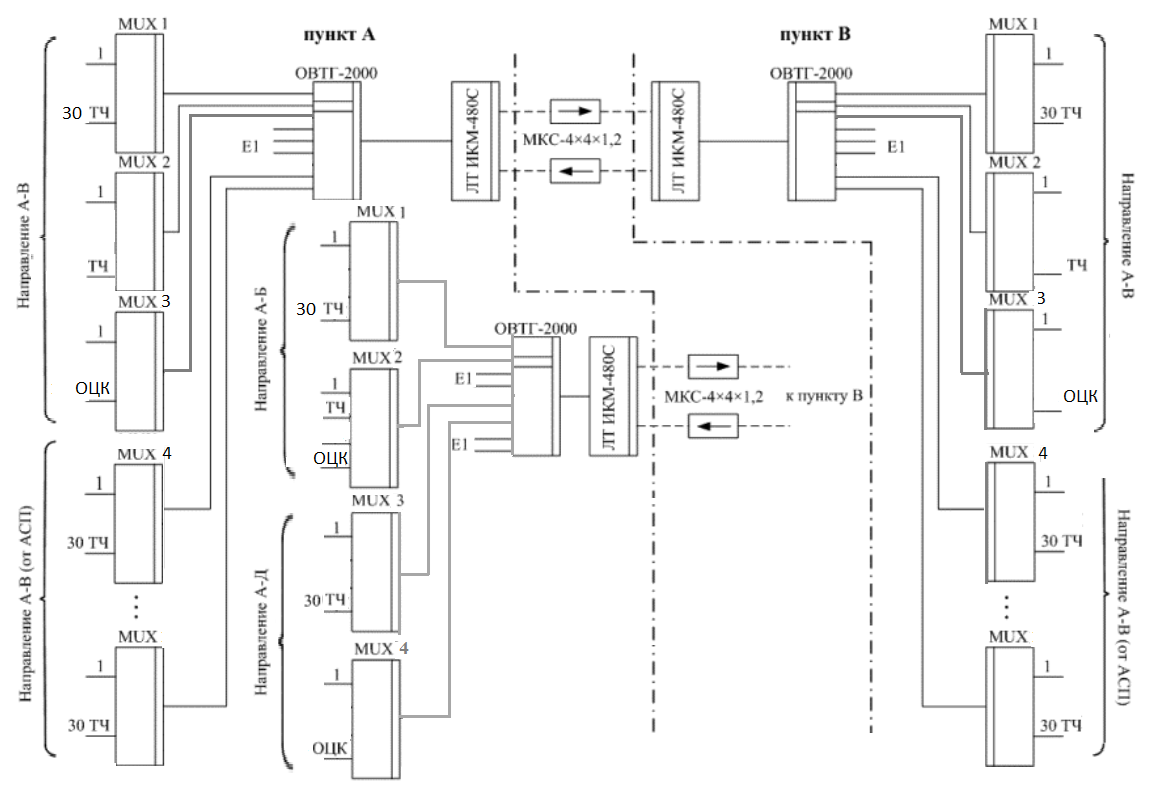 MUX 1
1
30 ТЧ
MUX 2
1
ТЧ
MUX 3
1
ОЦК
Направление А-В
MUX 4
1
30 ТЧ
MUX
1
30 ТЧ
Направление А-В (от АСП)
пункт А
ОВТГ-2000
Е1
ЛТ ИКМ-480С
МКС-4×4×1,2
пункт В
ОВТГ-2000
Е1
ЛТ ИКМ-480С
MUX 1
1
30 ТЧ
ТЧ
Направление А-Б
MUX 2
1
ТЧ
ОЦК
MUX 3
1
30 ТЧ
Направление А-Д
MUX 4
1
ОЦК
ОВТГ-2000
Е1
Е1
ЛТ ИКМ-480С
МКС-4×4×1,2
к пункту В
MUX 1
1
30 ТЧ
MUX 2
1
ТЧ
MUX 3
1
ОЦК
Направление А-В
MUX 4
1
30 ТЧ
MUX
1
30 ТЧ
Направление А-В (от АСП)